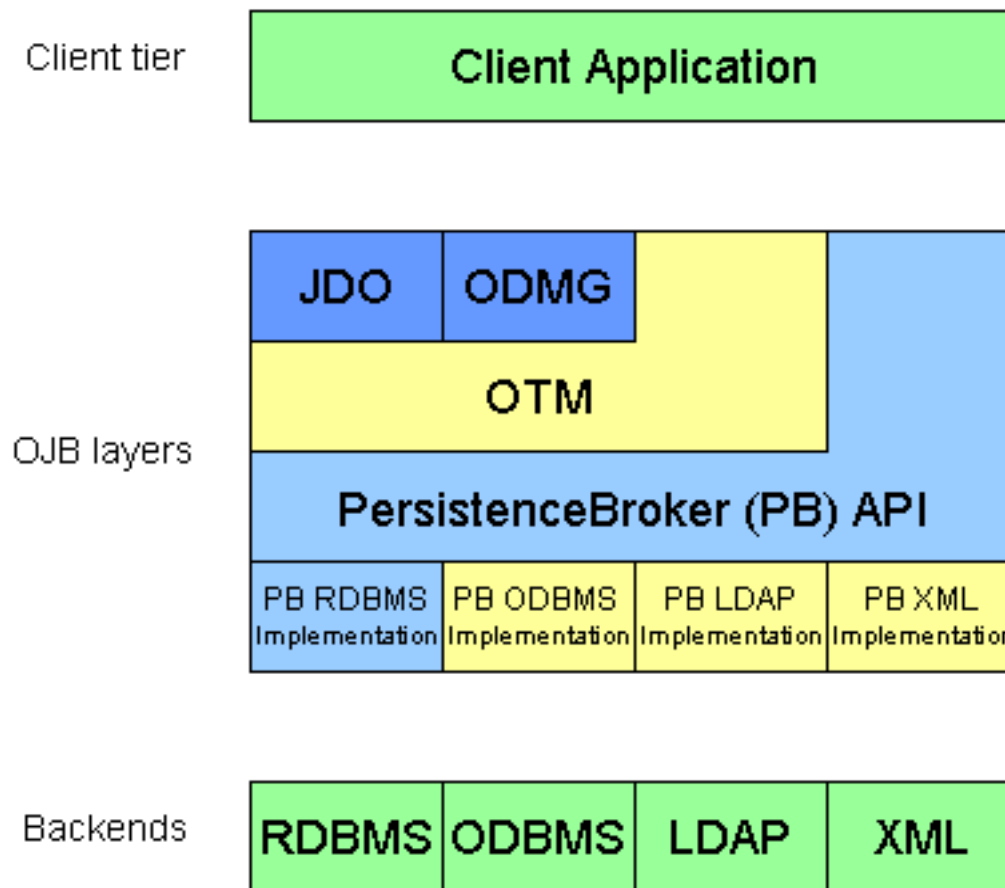 Client tier
Client Application
JDO
ODMG
OTM
OJB layers
PersistenceBroker (PB) API
PB RDBMS
Implementation
PB ODBMS
Implementation
PB LDAP
Implementation
PB XML
Implementation
Backends
RDBMS
ODBMS
LDAP
XML